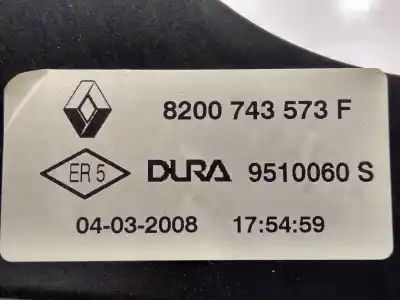 8200 743 573 F
ER 5 DURA 9510060 S
04-03-2008 17:54:59